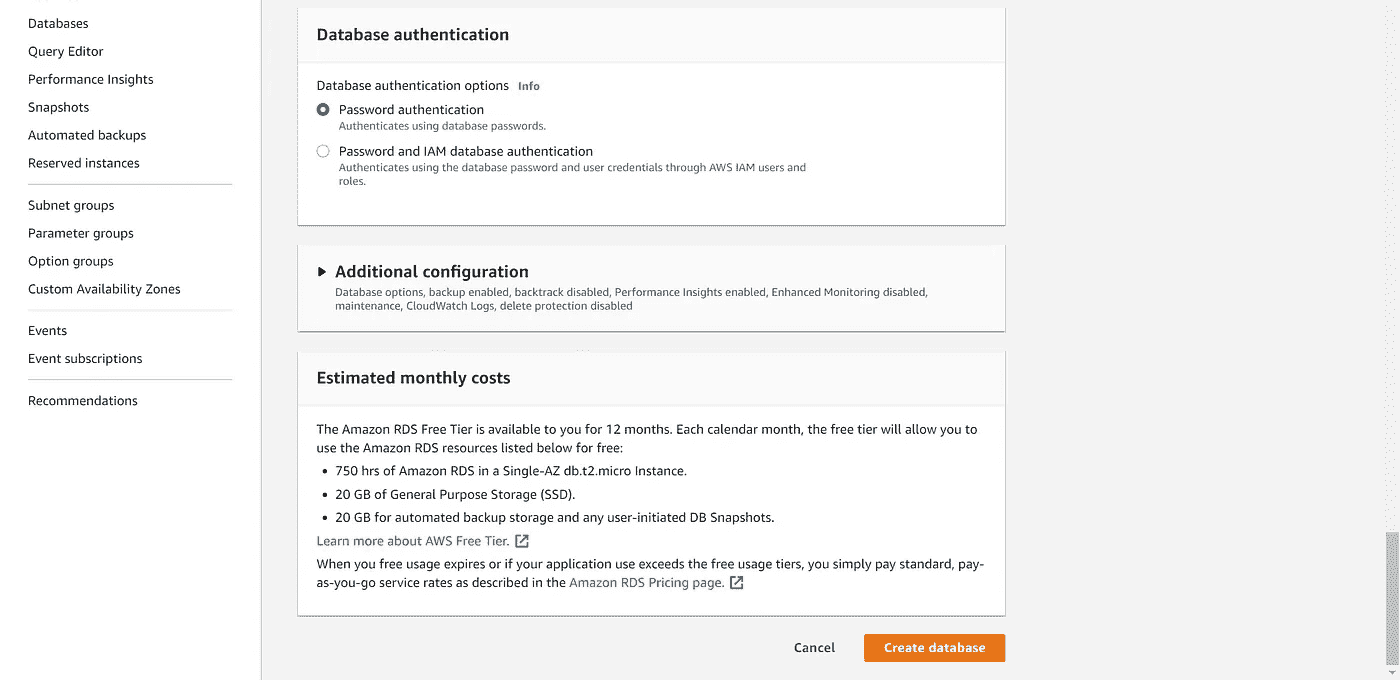 Databases
Query Editor
Performance Insights
Snapshots
Automated backups
Reserved instances
Subnet groups
Parameter groups
Option groups
Custom Availability Zones
Events
Event subscriptions
Recommendations
Database authentication
Database authentication options Info
Password authentication
Authenticates using database passwords.
Password and IAM database authentication
Authenticates using the database password and user credentials through AWS IAM users and
roles.
Additional configuration
Database options, backup enabled, backtrack disabled, Performance Insights enabled, Enhanced Monitoring disabled,
maintenance, CloudWatch Logs, delete protection disabled
Estimated monthly costs
The Amazon RDS Free Tier is available to you for 12 months. Each calendar month, the free tier will allow you to
use the Amazon RDS resources listed below for free:
• 750 hrs of Amazon RDS in a Single-AZ db.t2.micro Instance.
• 20 GB of General Purpose Storage (SSD).
• 20 GB for automated backup storage and any user-initiated DB Snapshots.
Learn more about AWS Free Tier.
When you free usage expires or if your application use exceeds the free usage tiers, you simply pay standard, pay-
as-you-go service rates as described in the Amazon RDS Pricing page.
Cancel
Create database